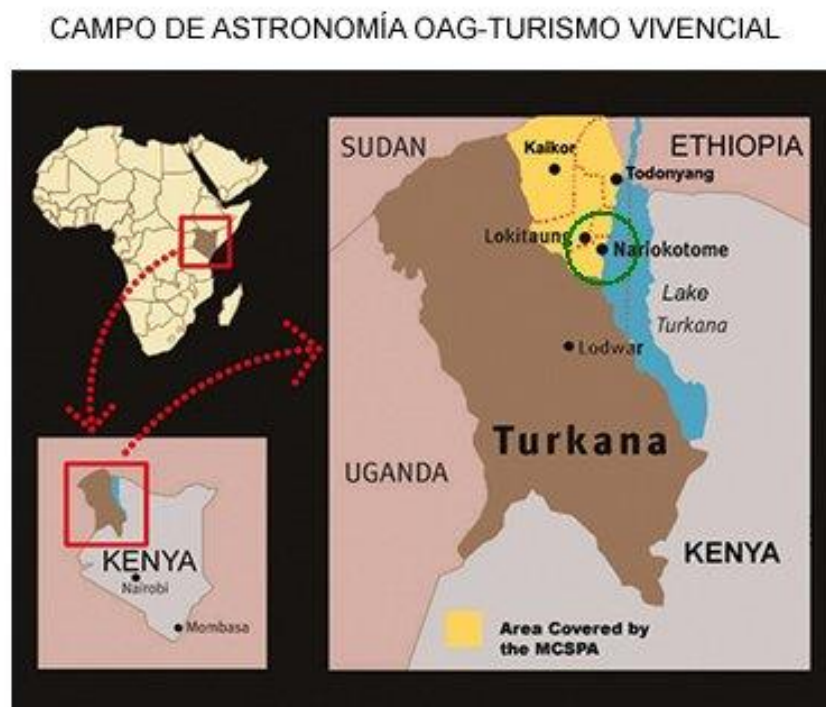 CAMPO DE ASTRONOMÍA OAG-TURISMO VIVENCIAL
SUDAN
ETHIOPIA
Kaikor
Todonyang
Lokitaung
Nariokotome
Lake
Turkana
Lodwar
Turkana
UGANDA
KENYA
Area Covered by
the MCSPA
KENYA
Nairobi
Mombasa